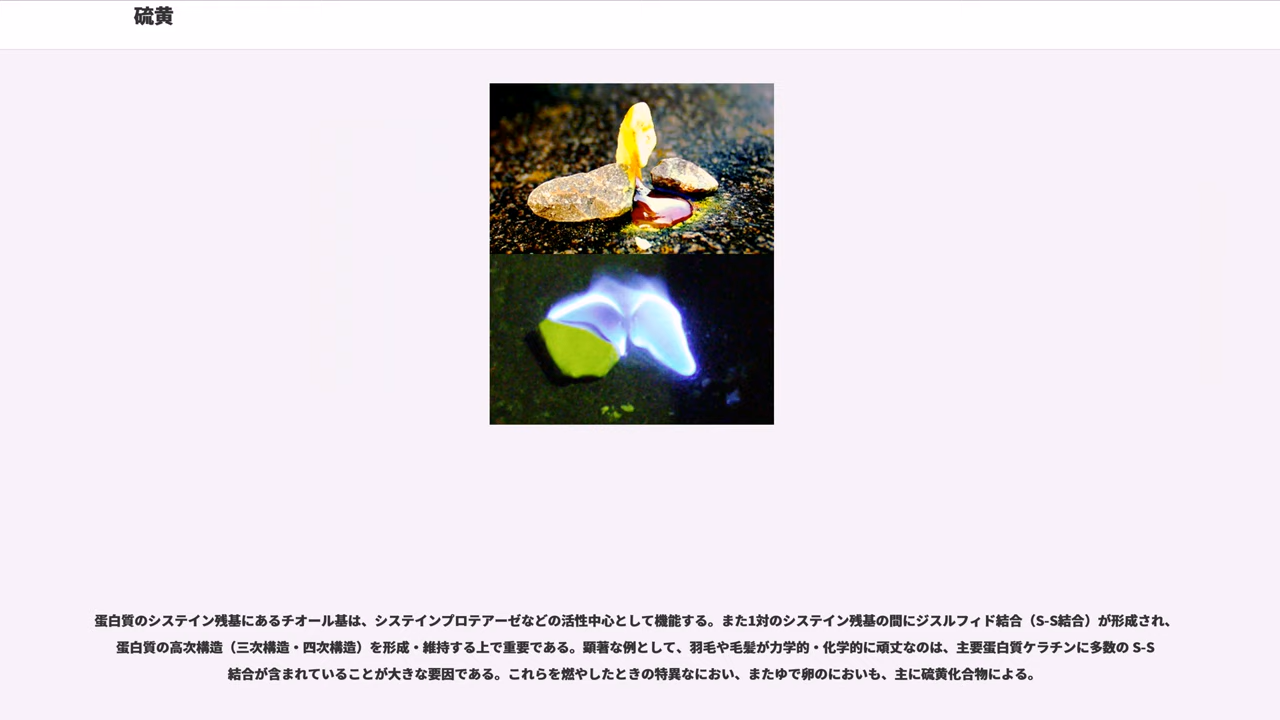 硫黄
蛋白質のシステイン残基にあるチオール基は、システインプロテアーゼなどの活性中心として機能する。また1対のシステイン残基の間にジスルフィド結合（S-S結合）が形成され、
蛋白質の高次構造（三次構造・四次構造）を形成・維持する上で重要である。顕著な例として、羽毛や毛髪が力学的・化学的に頑丈なのは、主要蛋白質ケラチンに多数の S-S
結合が含まれていることが大きな要因である。これらを燃やしたときの特異なにおい、またゆで卵のにおいも、主に硫黄化合物による。